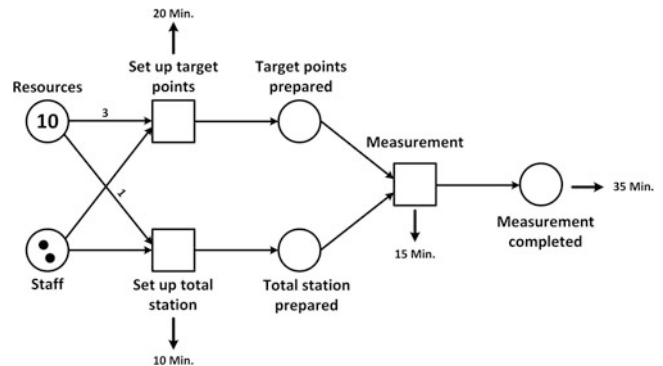 20 Min.
Set up target
points
Target points
prepared
Resources
10
3
Measurement
1
35 Min.
Measurement
completed
15 Min.
Staff
Set up total
station
Total station
prepared
10 Min.